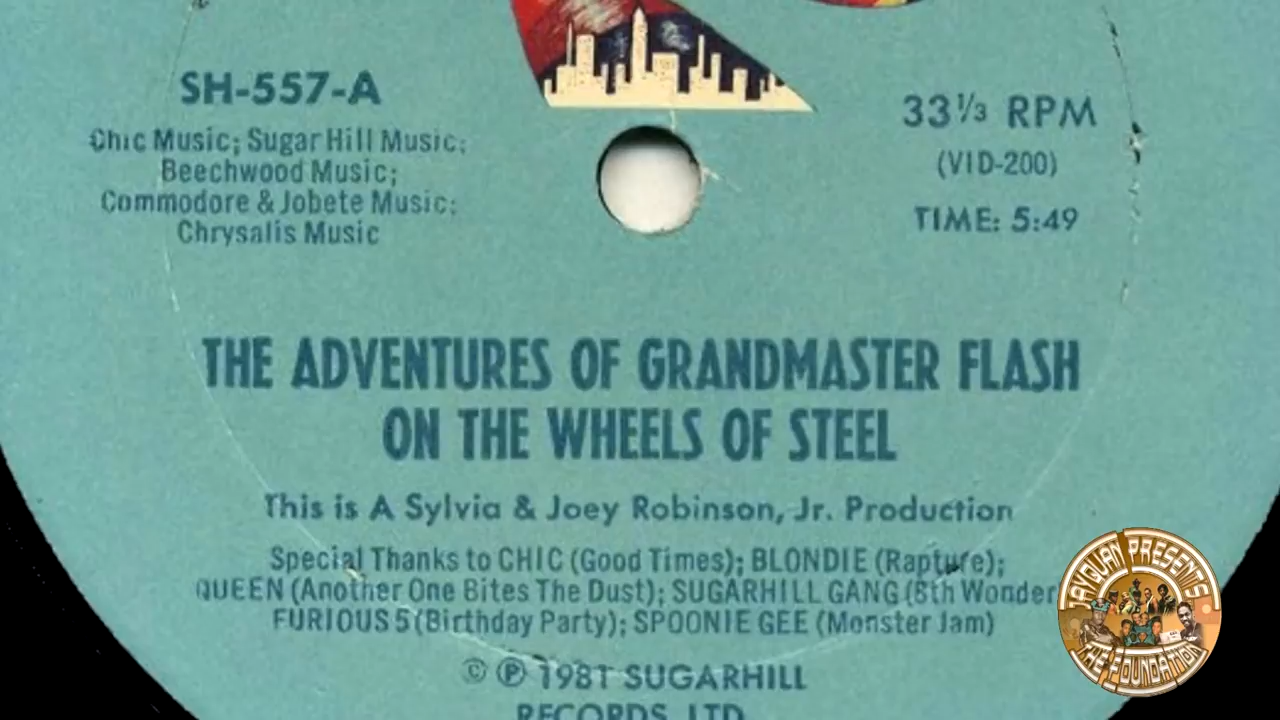 SH-557-A
Chic Music; Sugar Hill Music;
Beechwood Music;
Commodore & Jobete Music;
Chrysalis Music
33⅓ RPM
(VID-200)
TIME: 5:49
THE ADVENTURES OF GRANDMASTER FLASH
ON THE WHEELS OF STEEL
This is A Sylvia & Joey Robinson, Jr. Production
Special Thanks to CHIC (Good Times); BLONDIE (Rapture);
QUEEN (Another One Bites The Dust); SUGARHILL GANG (8th Wonder
FURIOUS 5 (Birthday Party); SPOONIE GEE (Monster Jam)
© ℗ 1981 SUGARHILL
RECORDS, LTD.
JAYQUAN PRESENTS
THE FOUNDATION